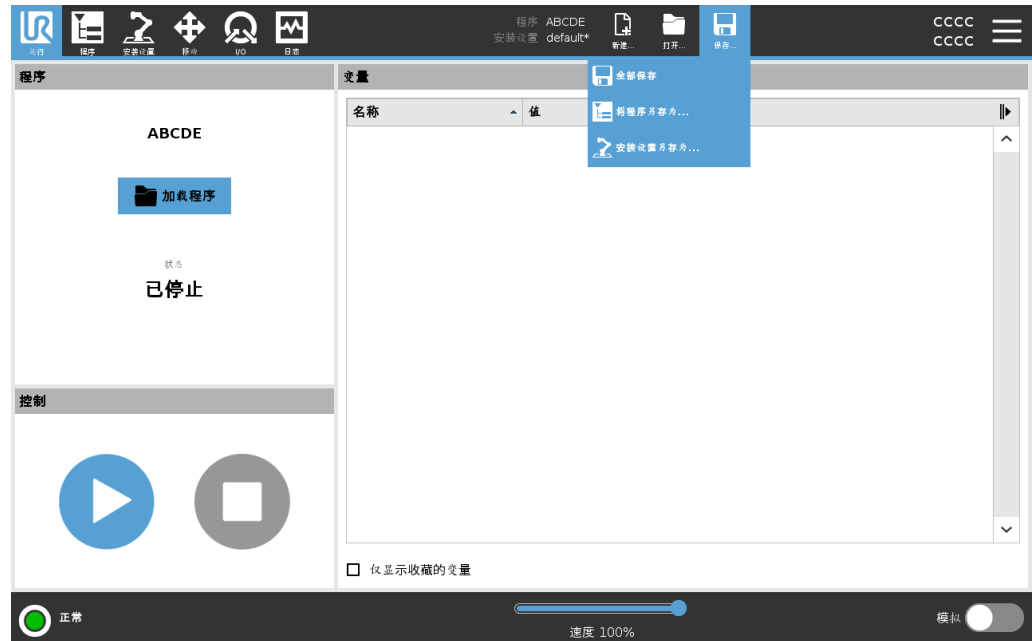 运行
程序
安装设置
移动
I/O
日志
程序 ABCDE
安装设置 default*
新建...
打开...
保存...
CCCC
CCCC
程序
ABCDE
加载程序
状态
已停止
控制
变量
名称
值
全部保存
将程序另存为...
安装设置另存为...
仅显示收藏的变量
正常
速度 100%
模拟